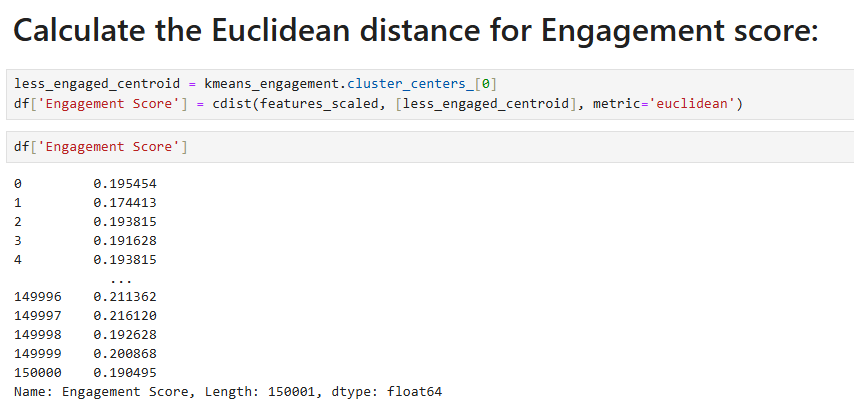 Calculate the Euclidean distance for Engagement score:
less_engaged_centroid = kmeans_engagement.cluster_centers_[0]
df['Engagement Score'] = cdist(features_scaled, [less_engaged_centroid], metric='euclidean')
df['Engagement Score']
0 0.195454
1 0.174413
2 0.193815
3 0.191628
4 0.193815
...
149996 0.211362
149997 0.216120
149998 0.192628
149999 0.200868
150000 0.190495
Name: Engagement Score, Length: 150001, dtype: float64